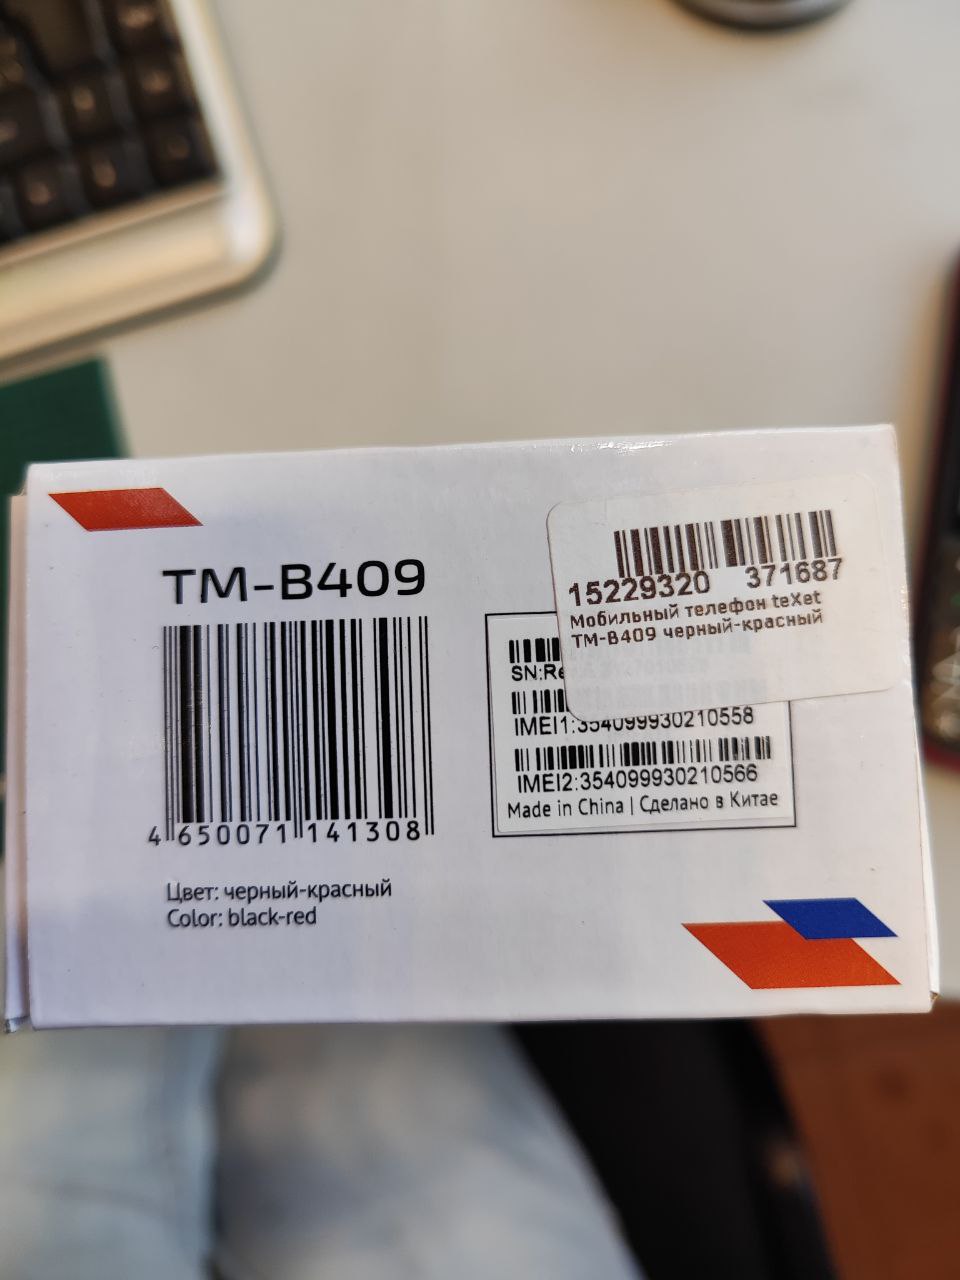 TM-B409
4 650071 141308
Цвет: черный-красный
Color: black-red
15229320 371687
Мобильный телефон teXet
TM-B409 черный-красный
SN:Re
IMEI1:354099930210558
IMEI2:354099930210566
Made in China | Сделано в Китае